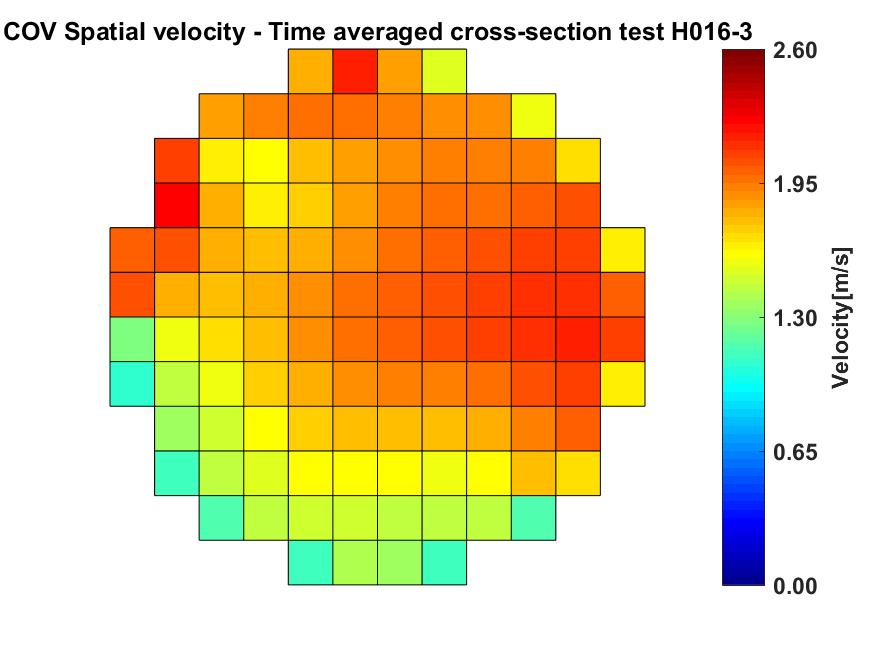 COV Spatial velocity - Time averaged cross-section test H016-3
2.60
1.95
1.30
0.65
0.00
Velocity[m/s]